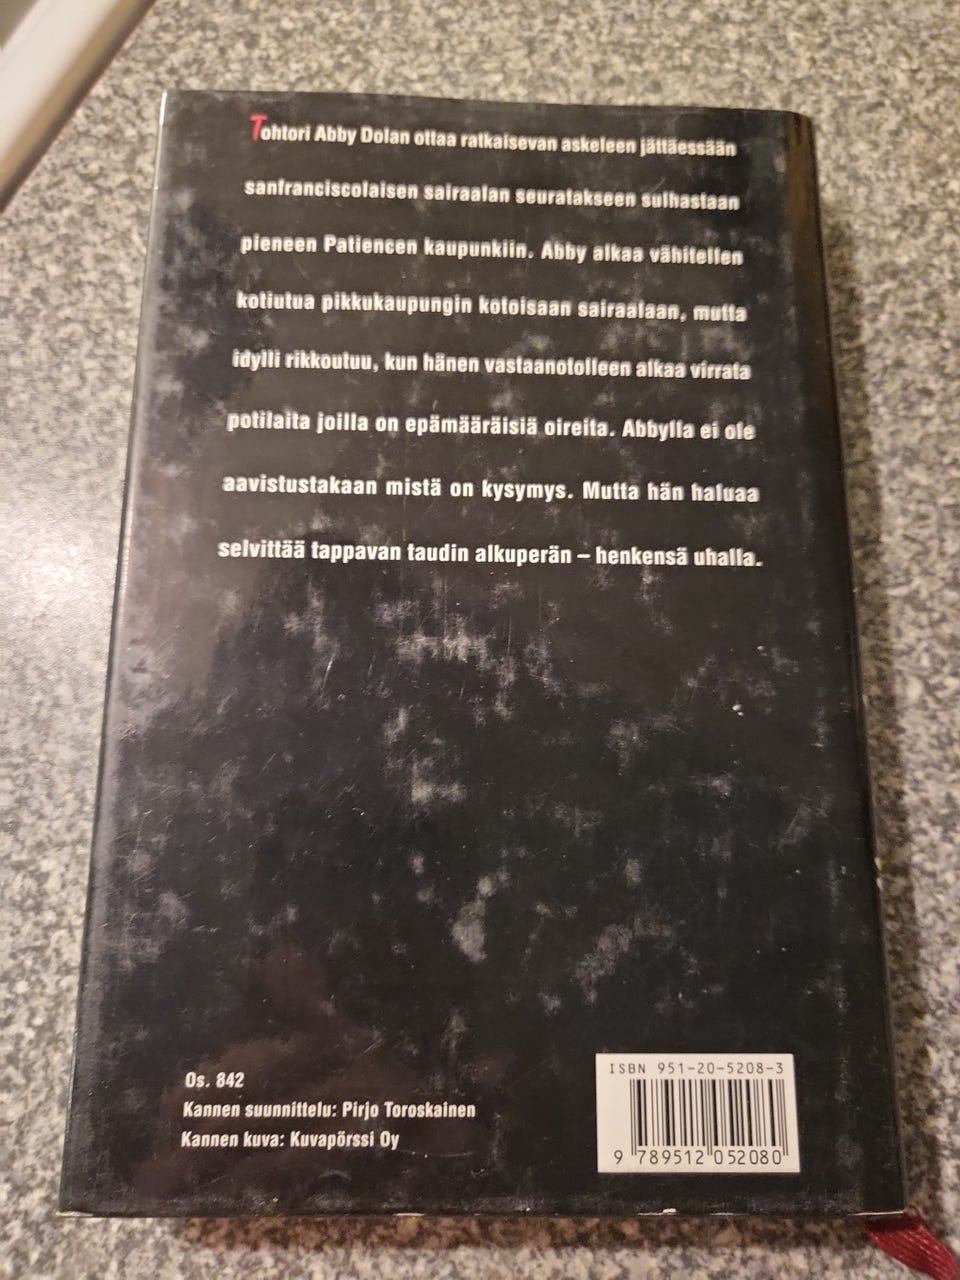 Tohtori Abby Dolan ottaa ratkaisevan askeleen jättäessään
sanfranciscolaisen sairaalan seuratakseen sulhastaan
pieneen Patiencen kaupunkiin. Abby alkaa vähitellen
kotiutua pikkukaupungin kotoisaan sairaalaan, mutta
idylli rikkoutuu, kun hänen vastaanotolleen alkaa virrata
potilaita joilla on epämääräisiä oireita. Abbylla ei ole
aavistustakaan mistä on kysymys. Mutta hän haluaa
selvittää tappavan taudin alkuperän – henkensä uhalla.
Os. 842
Kannen suunnittelu: Pirjo Toroskainen
Kannen kuva: Kuvapörssi Oy
ISBN 951-20-5208-3
9 789512 052080